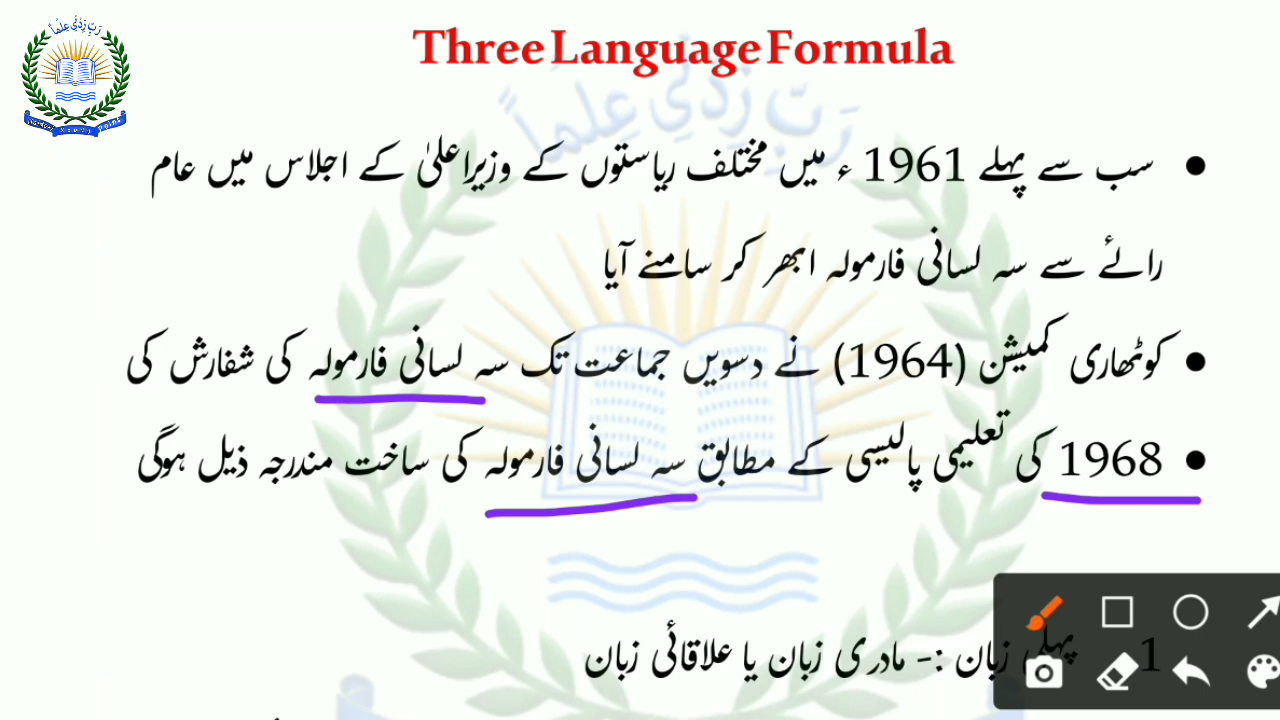 رَبِّ زِدْنِي عِلْماً
Three Language Formula
سب سے پہلے 1961 ء میں مختلف ریاستوں کے وزیراعلیٰ کے اجلاس میں عام
رائے سے سہ لسانی فارمولہ ابھر کر سامنے آیا
کوٹھاری کمیشن (1964) نے دسویں جماعت تک سہ لسانی فارمولہ کی شفارش کی
1968 کی تعلیمی پالیسی کے مطابق سہ لسانی فارمولہ کی ساخت مندرجہ ذیل ہوگی
1 پہلی زبان :- مادری زبان یا علاقائی زبان